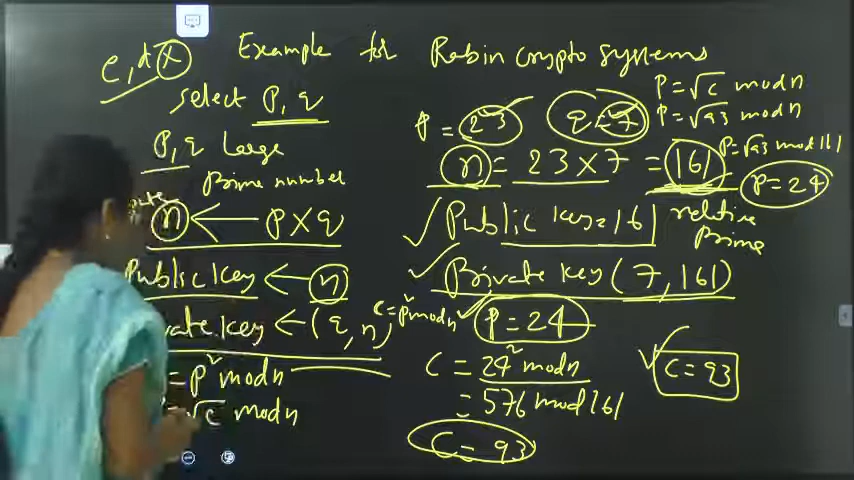 e, d X
Example for Rabin crypto systems
select P, q
P, q Large
prime number
n ← P X q
Public key ← n
vate key ← (q, n)
= P² mod n
√c mod n
P = 23 q = 7
n = 23 X 7 = 161
P = √c mod n
P = √93 mod n
P = √93 mod 161
P = 24
Public key = 161
relative
prime
Private key (7, 161)
C = P² mod n
P = 24
C = 24² mod n
= 576 mod 161
C = 93
C = 93